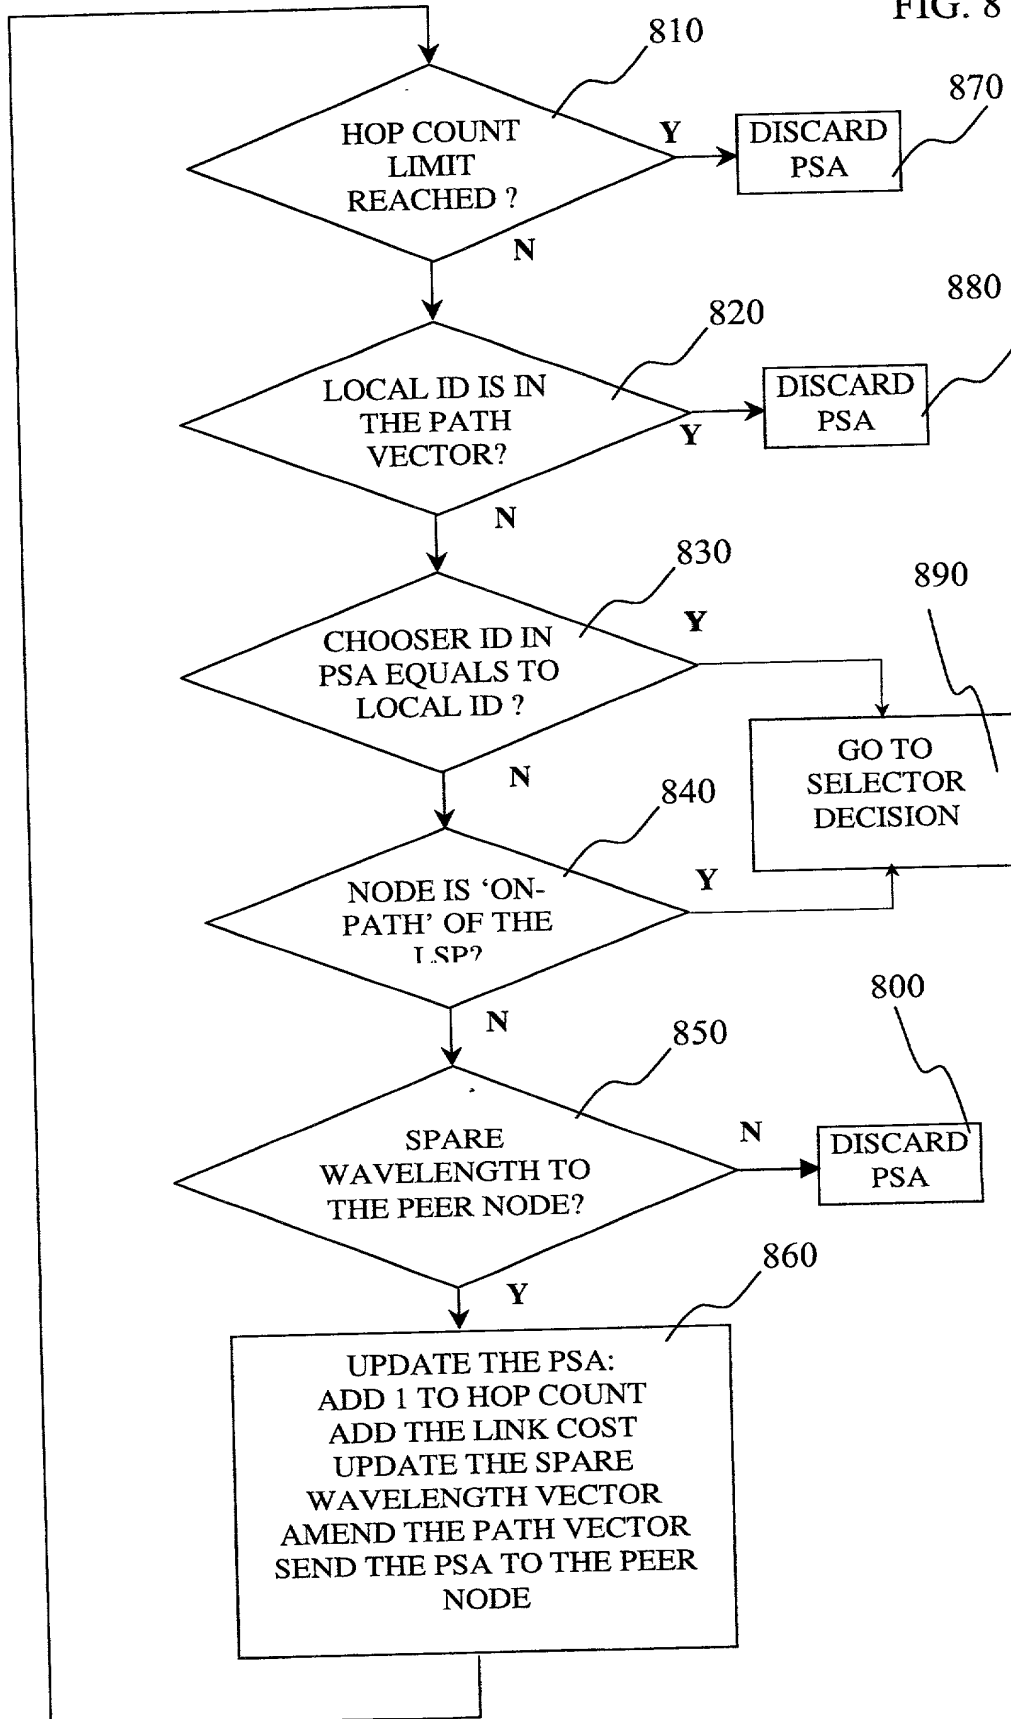 FIG. 8
810
HOP COUNT
LIMIT
REACHED ?
Y
DISCARD
PSA
870
N
880
820
LOCAL ID IS IN
THE PATH
VECTOR?
Y
DISCARD
PSA
N
830
890
CHOOSER ID IN
PSA EQUALS TO
LOCAL ID ?
Y
GO TO
SELECTOR
DECISION
N
840
NODE IS ‘ON-
PATH’ OF THE
LSP?
Y
800
N
850
SPARE
WAVELENGTH TO
THE PEER NODE?
N
DISCARD
PSA
Y
860
UPDATE THE PSA:
ADD 1 TO HOP COUNT
ADD THE LINK COST
UPDATE THE SPARE
WAVELENGTH VECTOR
AMEND THE PATH VECTOR
SEND THE PSA TO THE PEER
NODE